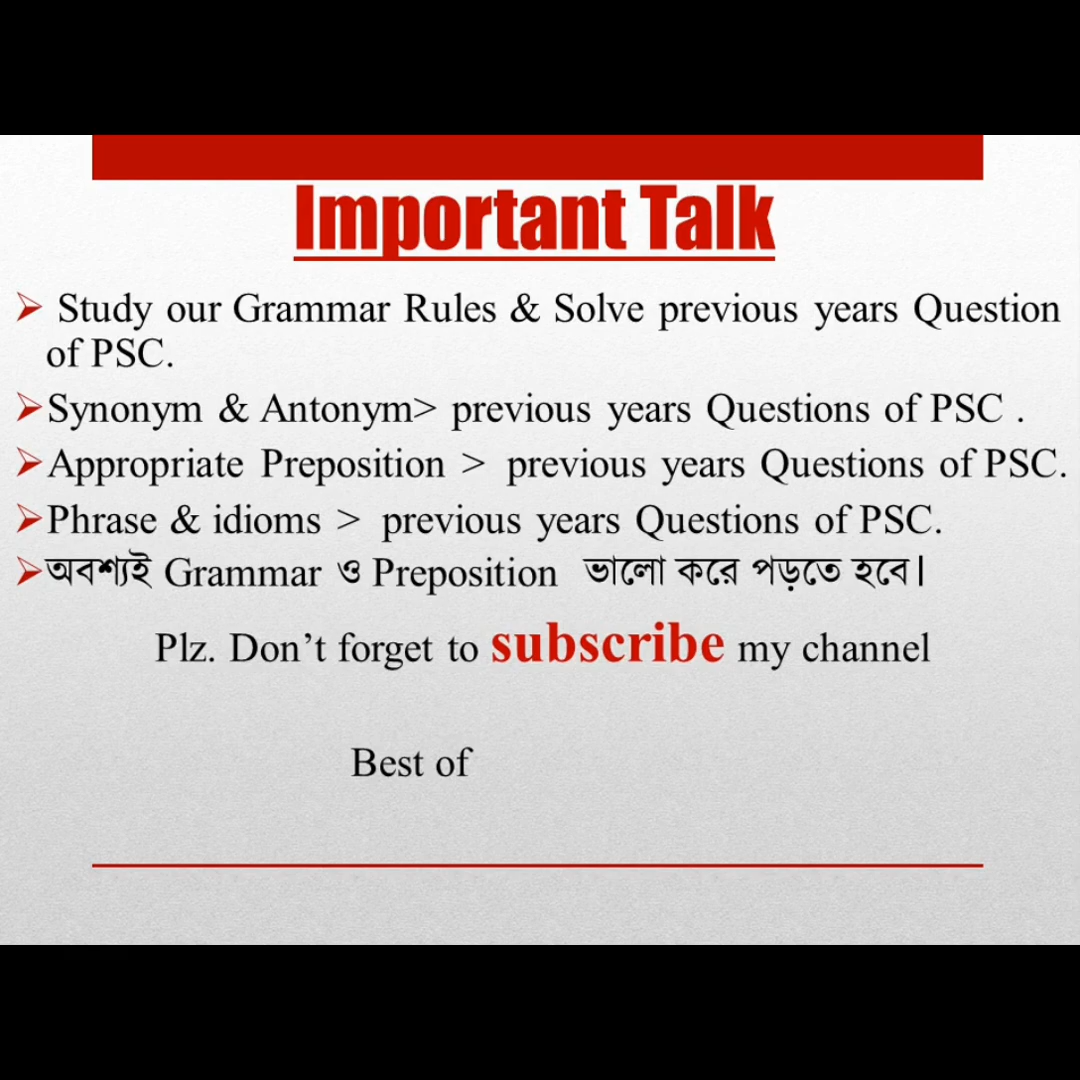 Important Talk
➢ Study our Grammar Rules & Solve previous years Question
of PSC.
➢Synonym & Antonym> previous years Questions of PSC .
➢Appropriate Preposition > previous years Questions of PSC.
➢Phrase & idioms > previous years Questions of PSC.
➢অবশ্যই Grammar ও Preposition ভালো করে পড়তে হবে।
Plz. Don’t forget to subscribe my channel
Best of